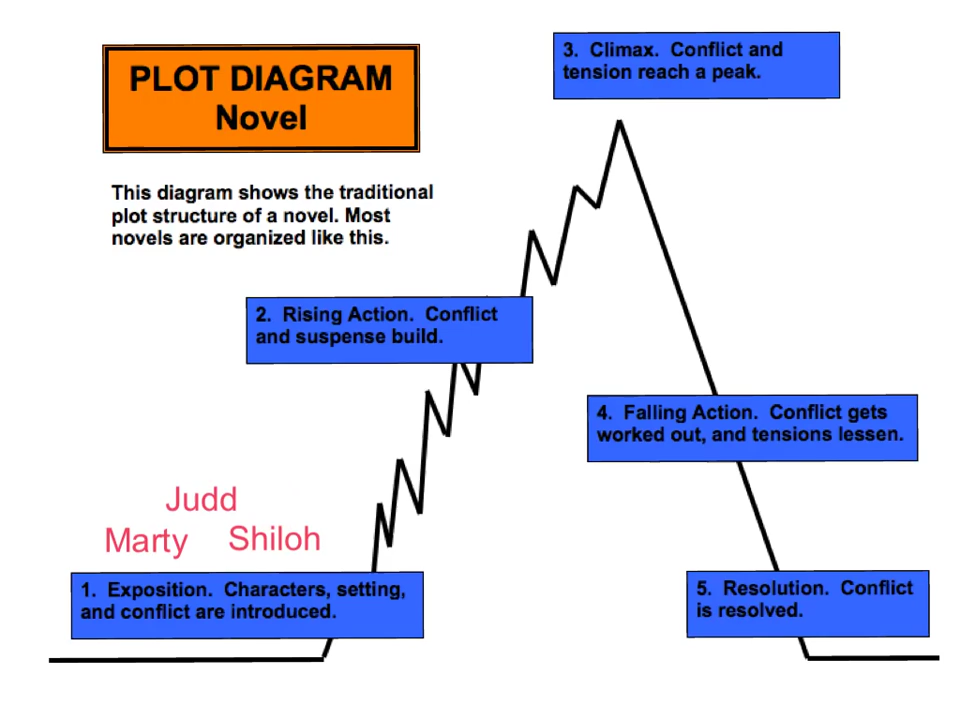 PLOT DIAGRAM
Novel
This diagram shows the traditional
plot structure of a novel. Most
novels are organized like this.
3. Climax. Conflict and
tension reach a peak.
2. Rising Action. Conflict
and suspense build.
4. Falling Action. Conflict gets
worked out, and tensions lessen.
Judd
Marty Shiloh
1. Exposition. Characters, setting,
and conflict are introduced.
5. Resolution. Conflict
is resolved.